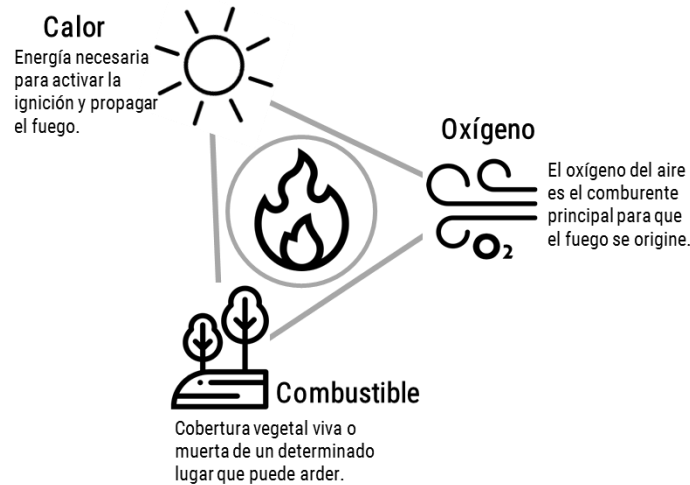 Calor
Energía necesaria
para activar la
ignición y propagar
el fuego.
Oxígeno
El oxígeno del aire
es el comburente
principal para que
el fuego se origine.
O2
Combustible
Cobertura vegetal viva o
muerta de un determinado
lugar que puede arder.